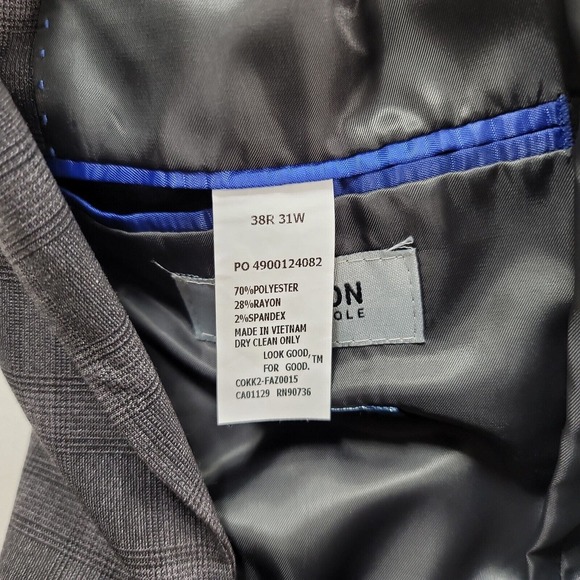 38R 31W
PO 4900124082
70%POLYESTER
28%RAYON
2%SPANDEX
MADE IN VIETNAM
DRY CLEAN ONLY
LOOK GOOD,
FOR GOOD.™
COKK2-FAZ0015
CA01129 RN90736
ON
OLE